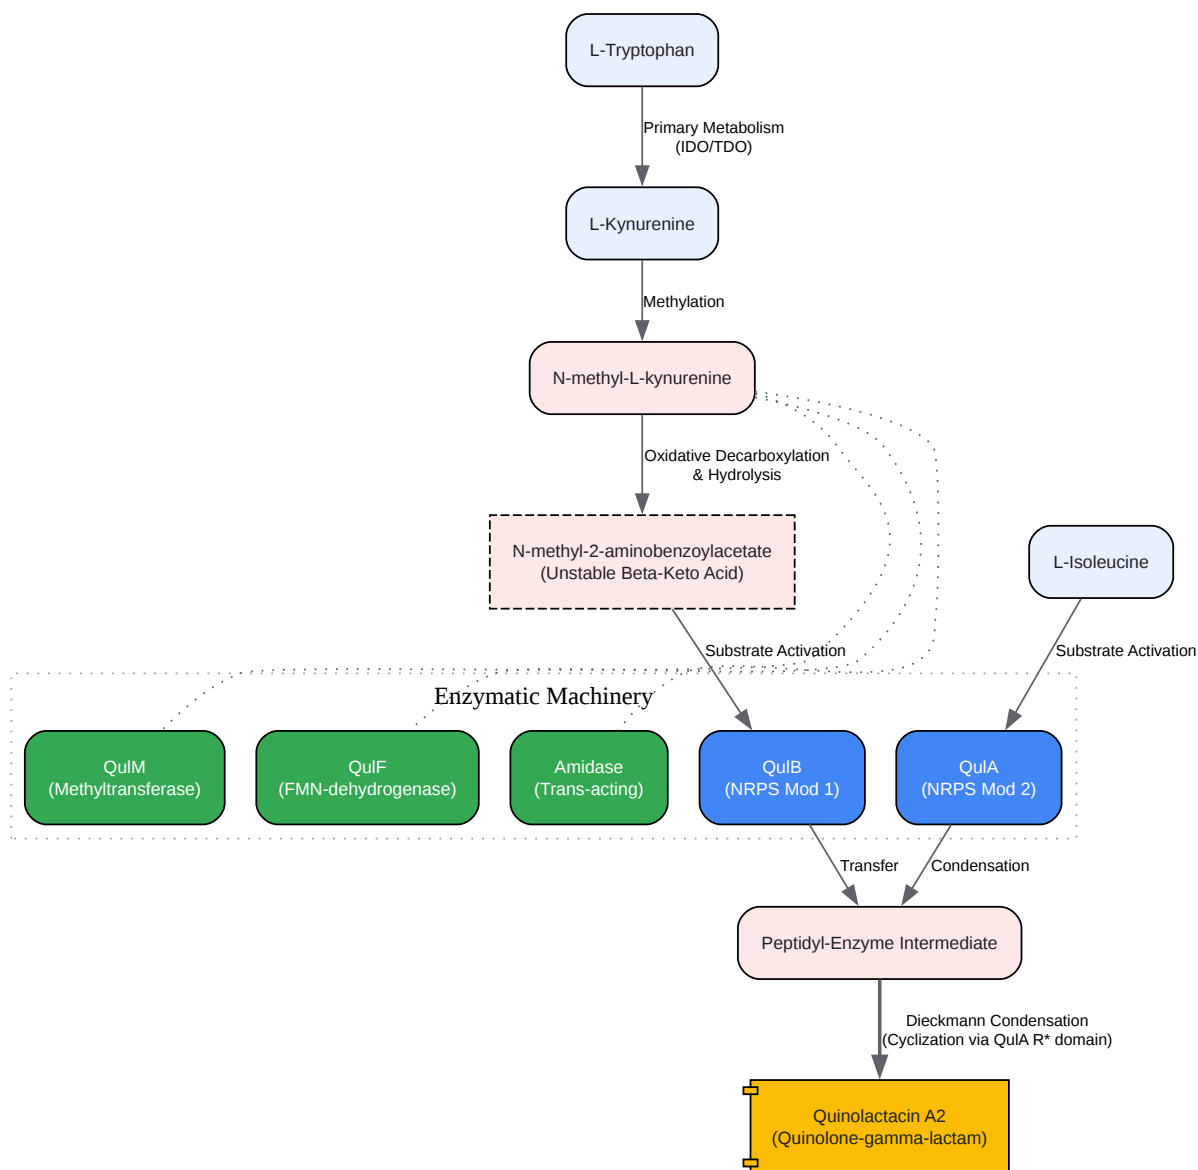 L-Tryptophan
Primary Metabolism
(IDO/TDO)
L-Kynurenine
Methylation
N-methyl-L-kynurenine
Oxidative Decarboxylation
& Hydrolysis
N-methyl-2-aminobenzoylacetate
(Unstable Beta-Keto Acid)
L-Isoleucine
Substrate Activation
Substrate Activation
Enzymatic Machinery
QulM
(Methyltransferase)
QulF
(FMN-dehydrogenase)
Amidase
(Trans-acting)
QulB
(NRPS Mod 1)
QulA
(NRPS Mod 2)
Transfer
Condensation
Peptidyl-Enzyme Intermediate
Dieckmann Condensation
(Cyclization via QulA R* domain)
Quinolactacin A2
(Quinolone-gamma-lactam)